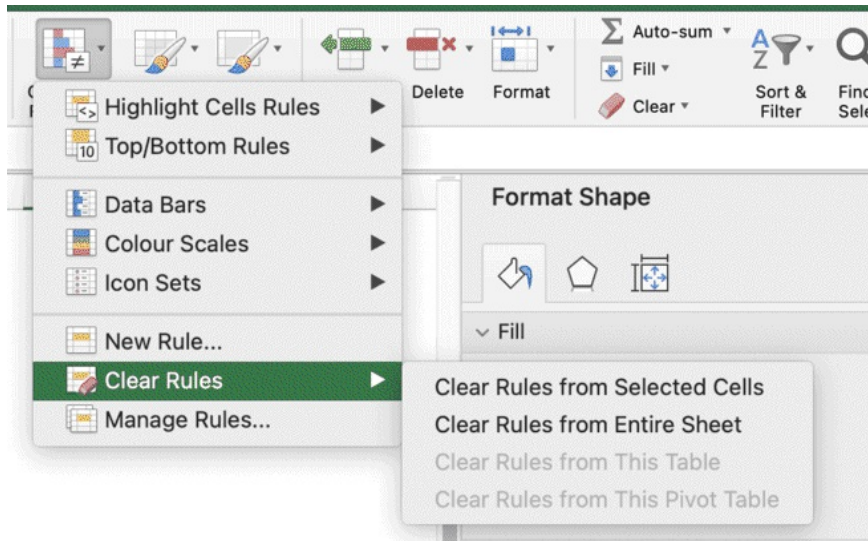 Auto-sum
Fill
Clear
Delete
Format
A
Z
Sort &
Filter
Highlight Cells Rules
10
Top/Bottom Rules
Data Bars
Colour Scales
Icon Sets
New Rule...
Clear Rules
Manage Rules...
Format Shape
Fill
Clear Rules from Selected Cells
Clear Rules from Entire Sheet
Clear Rules from This Table
Clear Rules from This Pivot Table